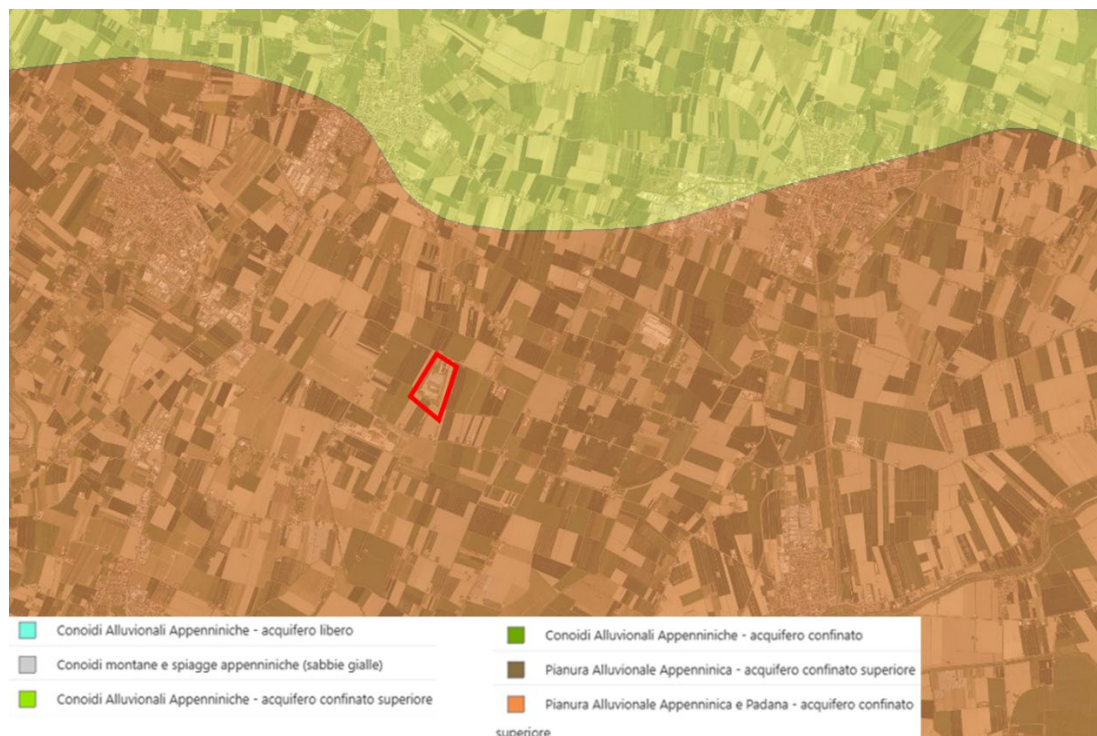 Conoidi Alluvionali Appenniniche - acquifero libero
Conoidi montane e spiagge appenniniche (sabbie gialle)
Conoidi Alluvionali Appenniniche - acquifero confinato superiore
Conoidi Alluvionali Appenniniche - acquifero confinato
Pianura Alluvionale Appenninica - acquifero confinato superiore
Pianura Alluvionale Appenninica e Padana - acquifero confinato
superiore